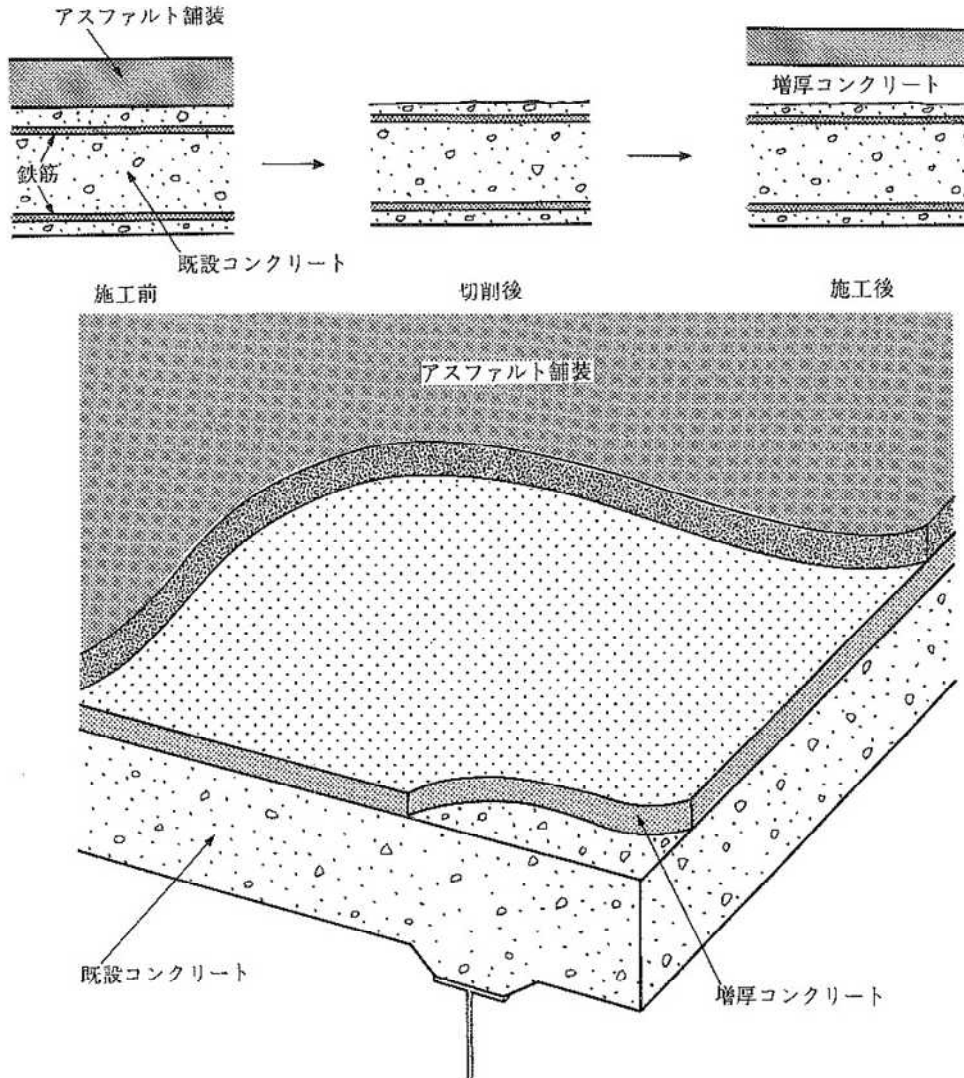 アスファルト舗装
増厚コンクリート
鉄筋
既設コンクリート
施工前
切削後
施工後
アスファルト舗装
既設コンクリート
増厚コンクリート